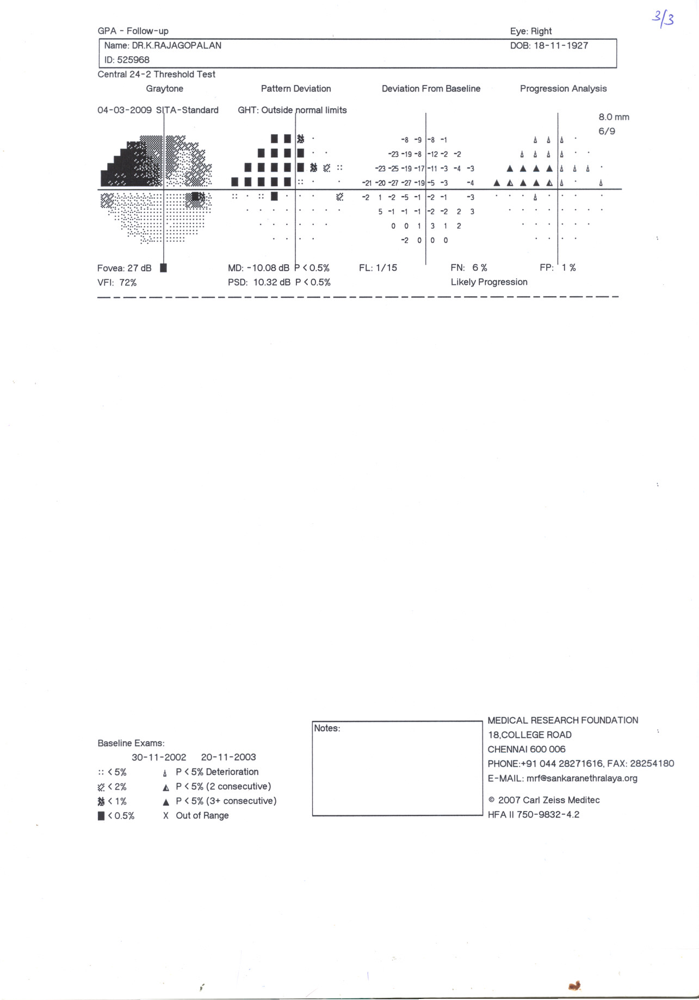 3/3
GPA - Follow-up Eye: Right
Name: DR.K.RAJAGOPALAN DOB: 18-11-1927
ID: 525968
Central 24-2 Threshold Test
Graytone Pattern Deviation Deviation From Baseline Progression Analysis
04-03-2009 SITA-Standard GHT: Outside normal limits
8.0 mm
6/9
-8 -9 -8 -1
-23 -19 -8 -12 -2 -2
-23 -25 -19 -17 -11 -3 -4 -3
-21 -20 -27 -27 -19 -5 -3 -4
-2 1 -2 -5 -1 -2 -1 -3
5 -1 -1 -1 -2 -2 2 3
0 0 1 3 1 2
-2 0 0 0
Fovea: 27 dB MD: -10.08 dB P < 0.5% FL: 1/15 FN: 6 % FP: 1 %
VFI: 72% PSD: 10.32 dB P < 0.5% Likely Progression
Baseline Exams:
30-11-2002 20-11-2003
< 5% P < 5% Deterioration
< 2% P < 5% (2 consecutive)
< 1% P < 5% (3+ consecutive)
< 0.5% X Out of Range
Notes:
MEDICAL RESEARCH FOUNDATION
18,COLLEGE ROAD
CHENNAI 600 006
PHONE:+91 044 28271616, FAX: 28254180
E-MAIL: mrf@sankaranethralaya.org
© 2007 Carl Zeiss Meditec
HFA II 750-9832-4.2